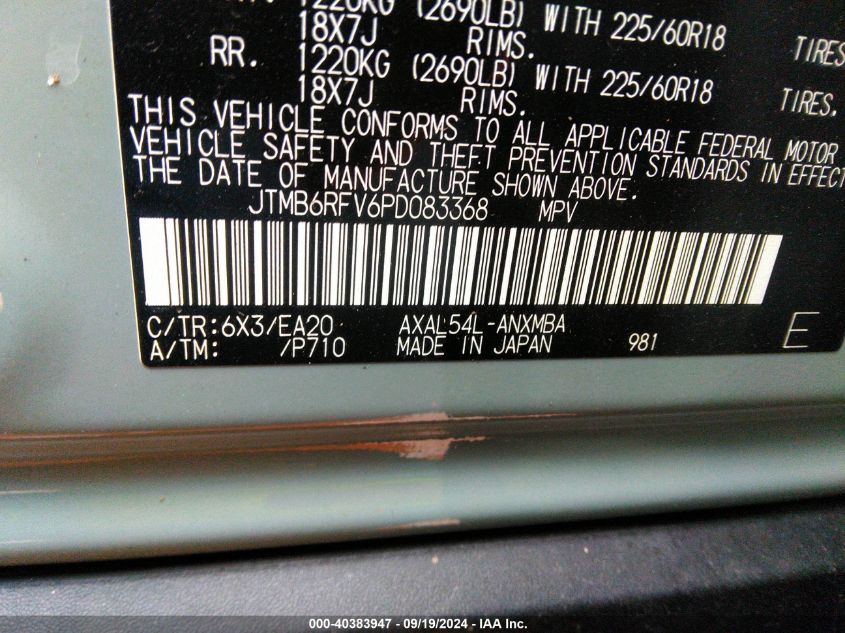 1220KG (2690LB) WITH 225/60R18 TIRES
18X7J RIMS.
RR. 1220KG (2690LB) WITH 225/60R18 TIRES.
18X7J RIMS.
THIS VEHICLE CONFORMS TO ALL APPLICABLE FEDERAL MOTOR
VEHICLE SAFETY AND THEFT PREVENTION STANDARDS IN EFFECT
THE DATE OF MANUFACTURE SHOWN ABOVE.
JTMB6RFV6PD083368 MPV
C/TR:6X3/EA20 AXAL54L-ANXMBA
A/TM: /P710 MADE IN JAPAN 981 E
000-40383947 - 09/19/2024 - IAA Inc.